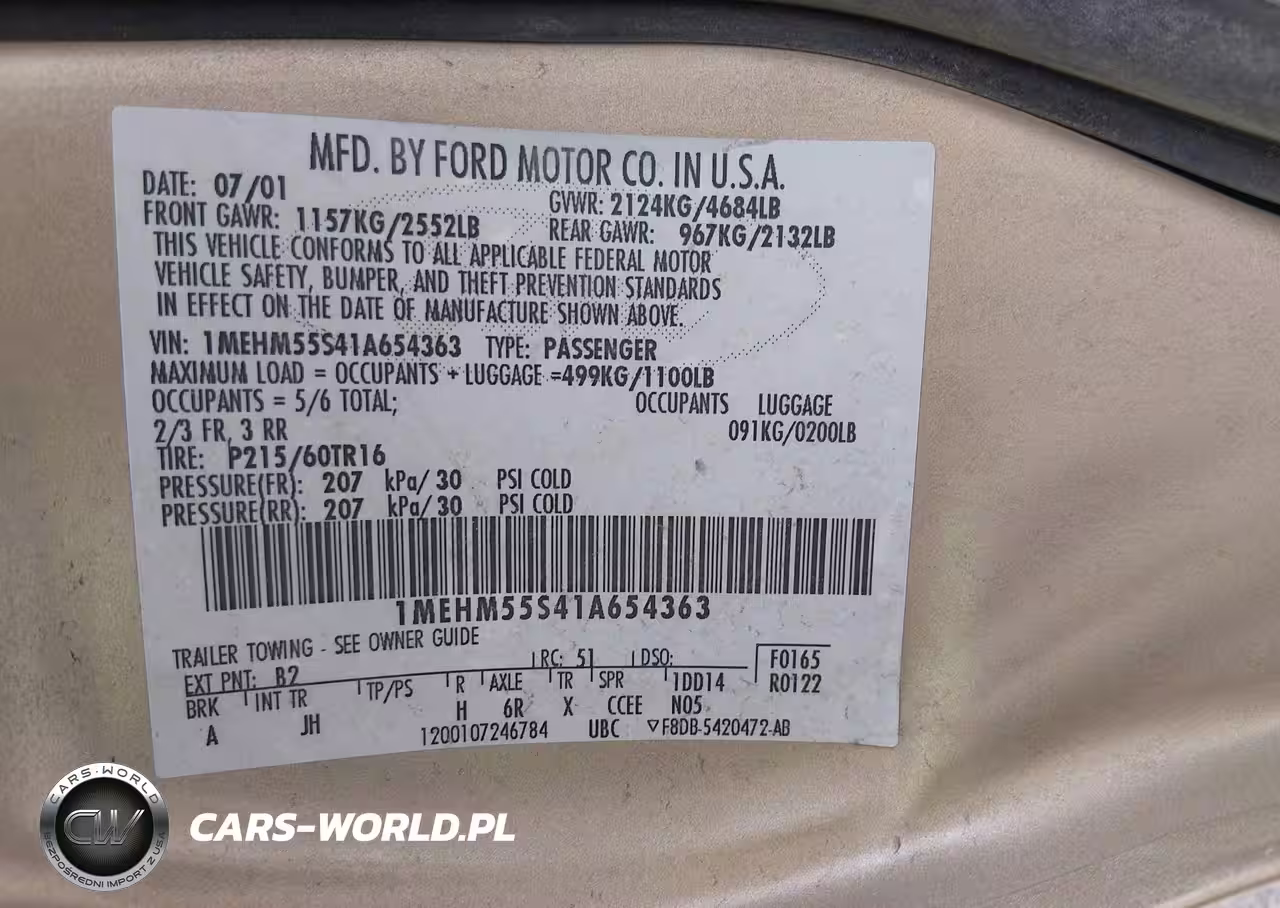 MFD. BY FORD MOTOR CO. IN U.S.A.
DATE: 07/01
GVWR: 2124KG/4684LB
FRONT GAWR: 1157KG/2552LB
REAR GAWR: 967KG/2132LB
THIS VEHICLE CONFORMS TO ALL APPLICABLE FEDERAL MOTOR
VEHICLE SAFETY, BUMPER, AND THEFT PREVENTION STANDARDS
IN EFFECT ON THE DATE OF MANUFACTURE SHOWN ABOVE.
VIN: 1MEHM55S41A654363 TYPE: PASSENGER
MAXIMUM LOAD = OCCUPANTS + LUGGAGE =499KG/1100LB
OCCUPANTS = 5/6 TOTAL; OCCUPANTS LUGGAGE
2/3 FR, 3 RR 091KG/0200LB
TIRE: P215/60TR16
PRESSURE(FR): 207 kPa/ 30 PSI COLD
PRESSURE(RR): 207 kPa/ 30 PSI COLD
1MEHM55S41A654363
TRAILER TOWING - SEE OWNER GUIDE
EXT PNT: B2 RC: 51 DSO: F0165
BRK INT TR TP/PS R AXLE TR SPR 1DD14 R0122
A JH H 6R X CCEE N05
1200107246784 UBC ▽F8DB-5420472-AB
CARS-WORLD
CW
BEZPOŚREDNI IMPORT Z USA
CARS-WORLD.PL